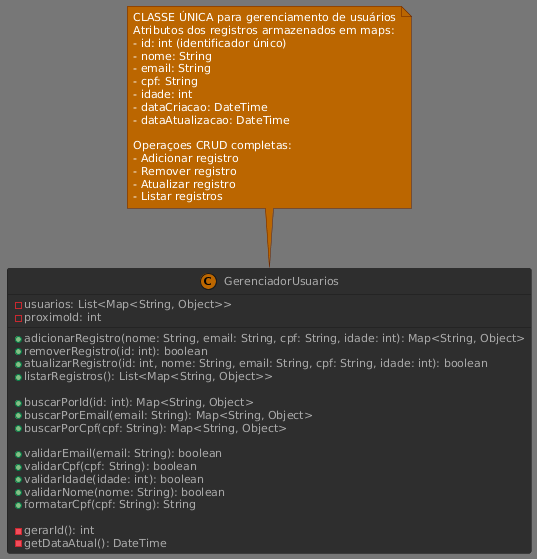 CLASSE ÚNICA para gerenciamento de usuários
Atributos dos registros armazenados em maps:
- id: int (identificador único)
- nome: String
- email: String
- cpf: String
- idade: int
- dataCriacao: DateTime
- dataAtualizacao: DateTime
Operaçoes CRUD completas:
- Adicionar registro
- Remover registro
- Atualizar registro
- Listar registros
C GerenciadorUsuarios
usuarios: List<Map<String, Object>>
proximoId: int
adicionarRegistro(nome: String, email: String, cpf: String, idade: int): Map<String, Object>
removerRegistro(id: int): boolean
atualizarRegistro(id: int, nome: String, email: String, cpf: String, idade: int): boolean
listarRegistros(): List<Map<String, Object>>
buscarPorId(id: int): Map<String, Object>
buscarPorEmail(email: String): Map<String, Object>
buscarPorCpf(cpf: String): Map<String, Object>
validarEmail(email: String): boolean
validarCpf(cpf: String): boolean
validarIdade(idade: int): boolean
validarNome(nome: String): boolean
formatarCpf(cpf: String): String
gerarId(): int
getDataAtual(): DateTime